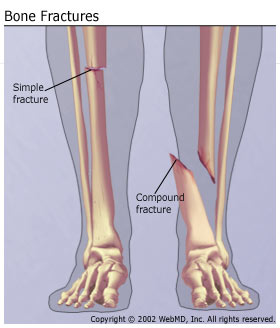 Bone Fractures
Simple
fracture
Compound
fracture
Copyright © 2002 WebMD, Inc. All rights reserved.